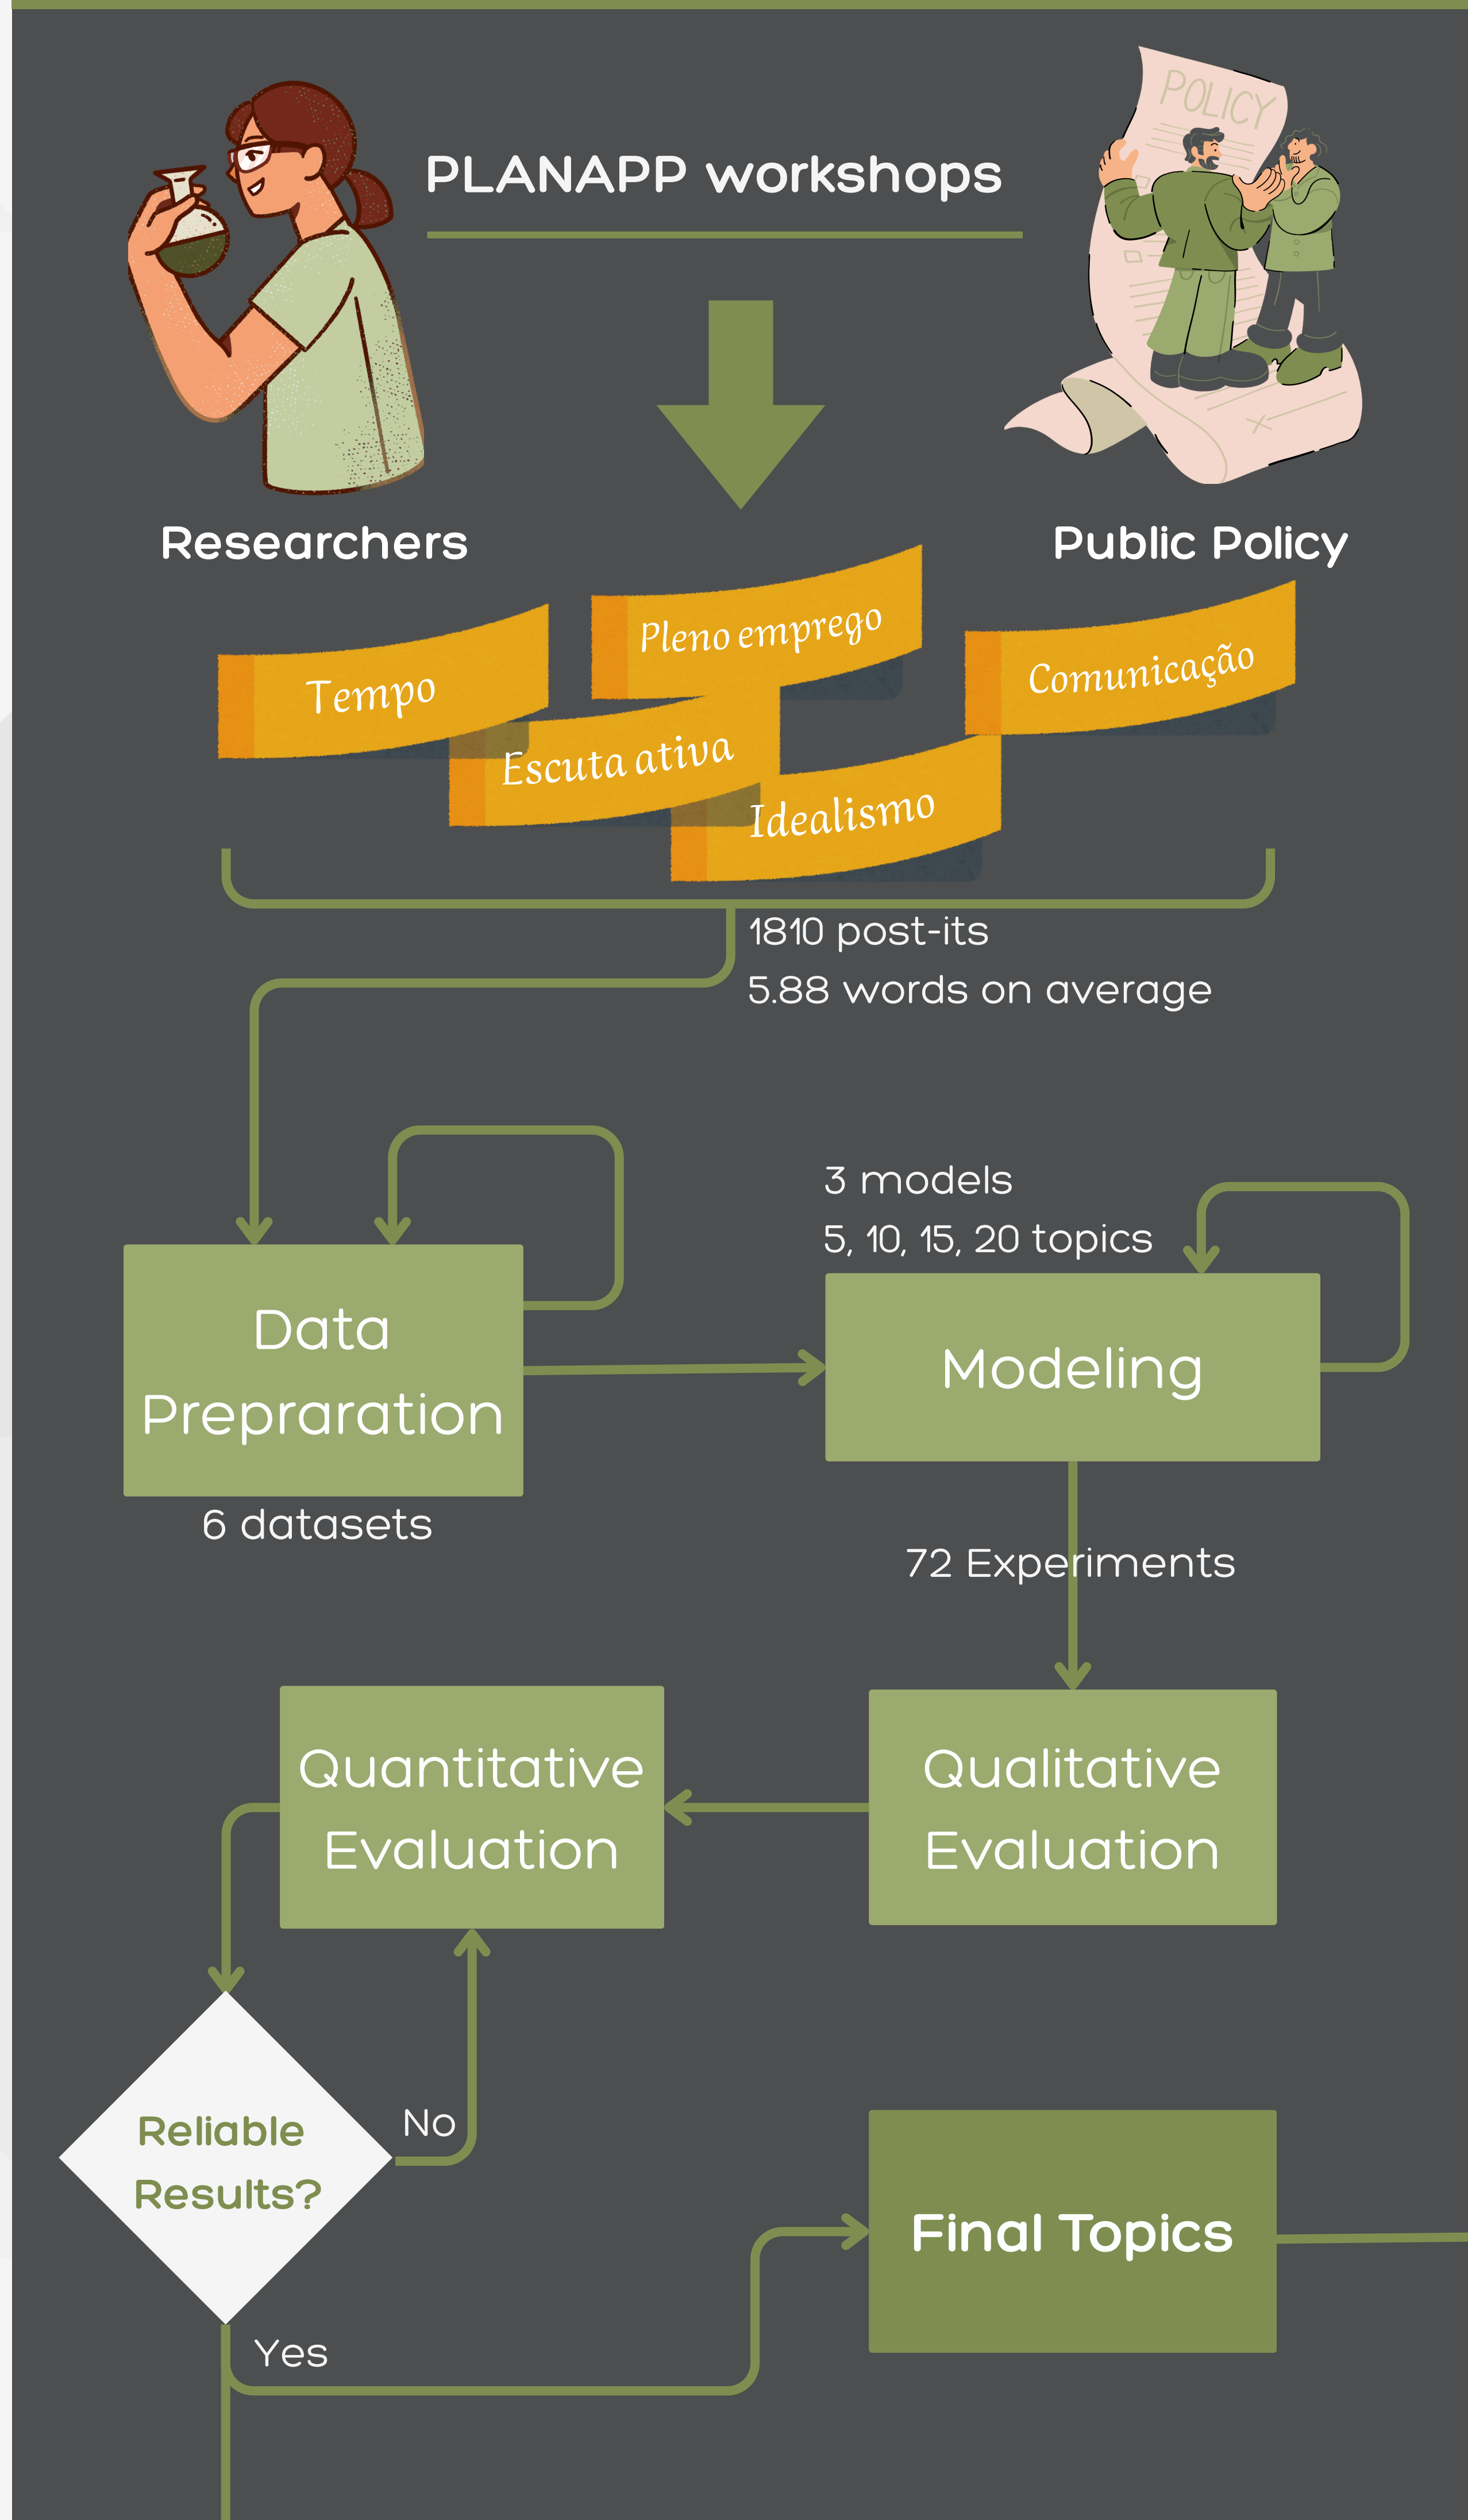 POLICY
PLANAPP workshops
Researchers
Public Policy
Pleno emprego
Tempo
Comunicação
Escuta ativa
Idealismo
1810 post-its
5.88 words on average
3 models
5, 10, 15, 20 topics
Data
Prepraration
Modeling
6 datasets
72 Experiments
Quantitative
Evaluation
Qualitative
Evaluation
Reliable
Results?
No
Final Topics
Yes